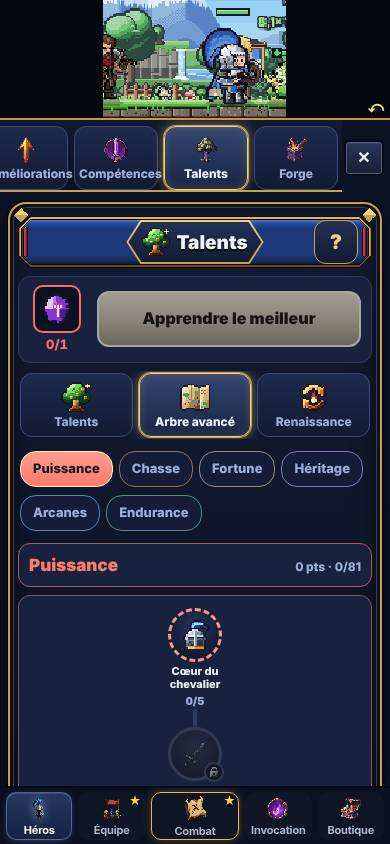 méliorations
Compétences
Talents
Forge
✕
Talents
?
0/1
Apprendre le meilleur
Talents
Arbre avancé
Renaissance
Puissance
Chasse
Fortune
Héritage
Arcanes
Endurance
Puissance
0 pts · 0/81
Cœur du
chevalier
0/5
Héros
Équipe
Combat
Invocation
Boutique